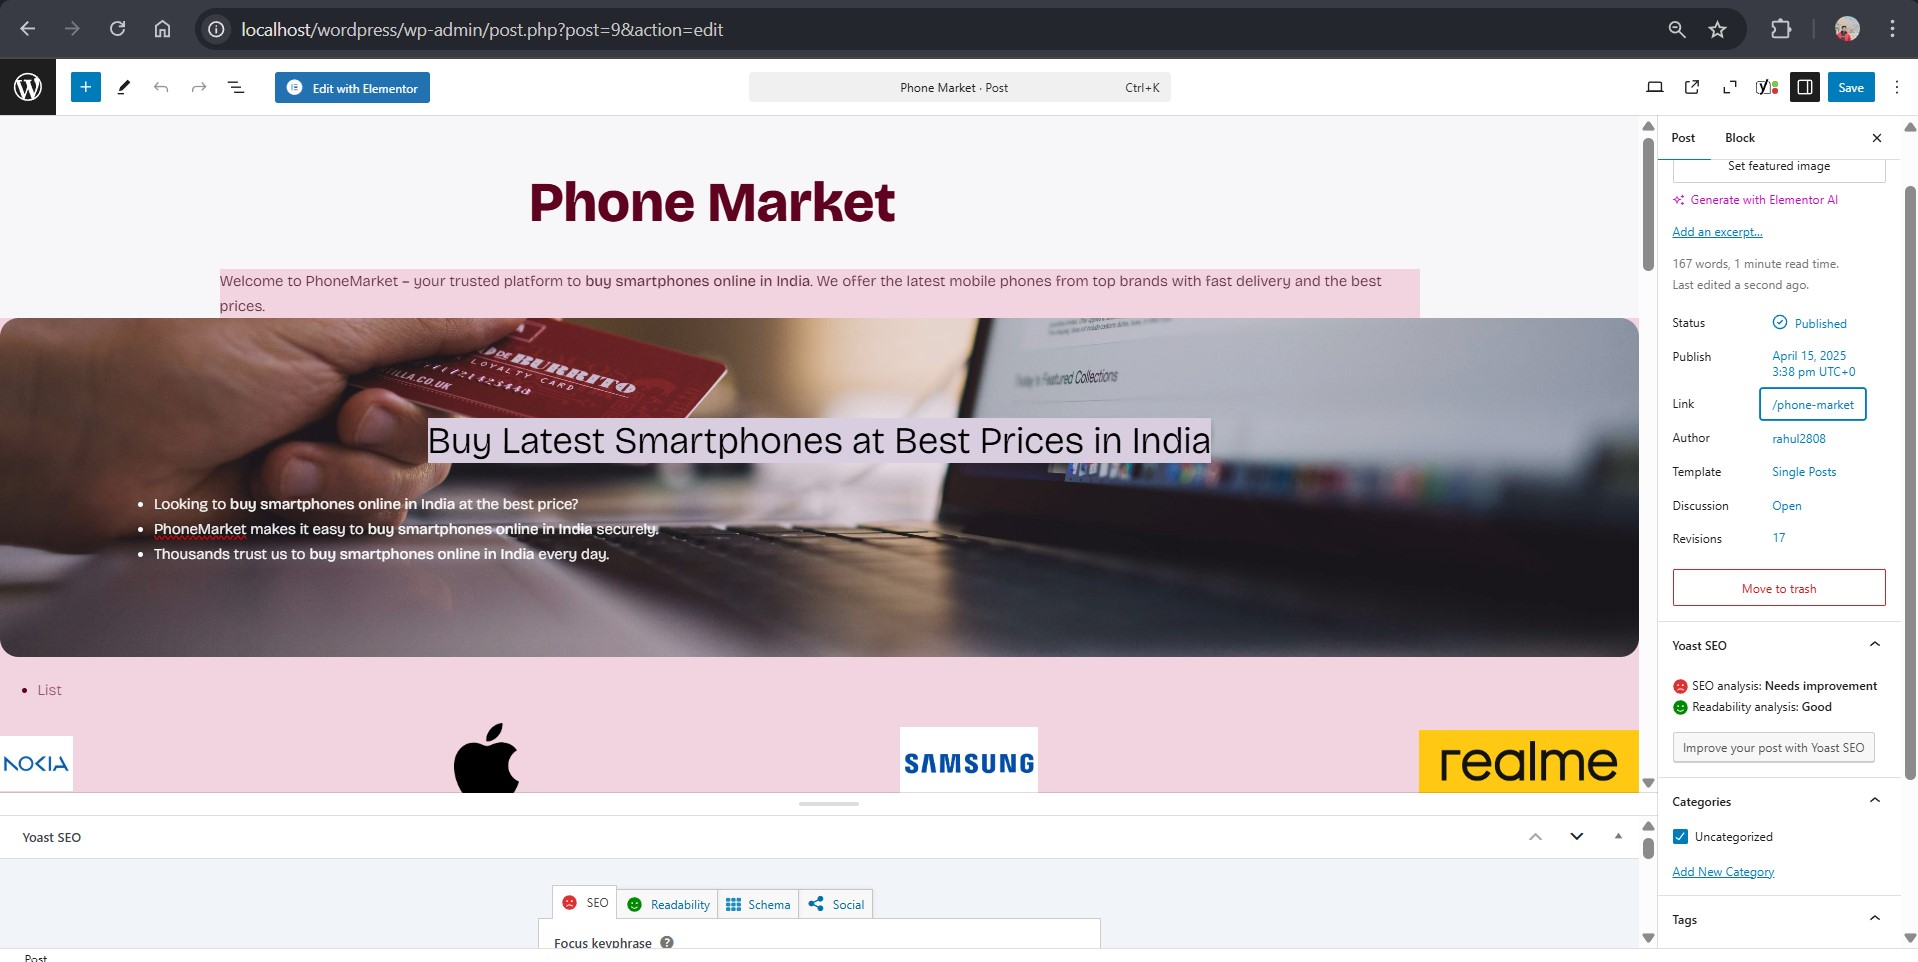 localhost/wordpress/wp-admin/post.php?post=9&action=edit
Edit with Elementor
Phone Market · Post
Ctrl+K
Save
Post
Block
Set featured image
Generate with Elementor AI
Add an excerpt...
167 words, 1 minute read time.
Last edited a second ago.
Status
Published
Publish
April 15, 2025
3:38 pm UTC+0
Link
/phone-market
Author
rahul2808
Template
Single Posts
Discussion
Open
Revisions
17
Move to trash
Yoast SEO
SEO analysis: Needs improvement
Readability analysis: Good
Improve your post with Yoast SEO
Categories
Uncategorized
Add New Category
Tags
Phone Market
Welcome to PhoneMarket – your trusted platform to buy smartphones online in India. We offer the latest mobile phones from top brands with fast delivery and the best
prices.
DE BURRITO
LOYALTY CARD
Today's Featured Collections
Buy Latest Smartphones at Best Prices in India
Looking to buy smartphones online in India at the best price?
PhoneMarket makes it easy to buy smartphones online in India securely.
Thousands trust us to buy smartphones online in India every day.
List
NOKIA
SAMSUNG
realme
Yoast SEO
SEO
Readability
Schema
Social
Focus keyphrase
Post